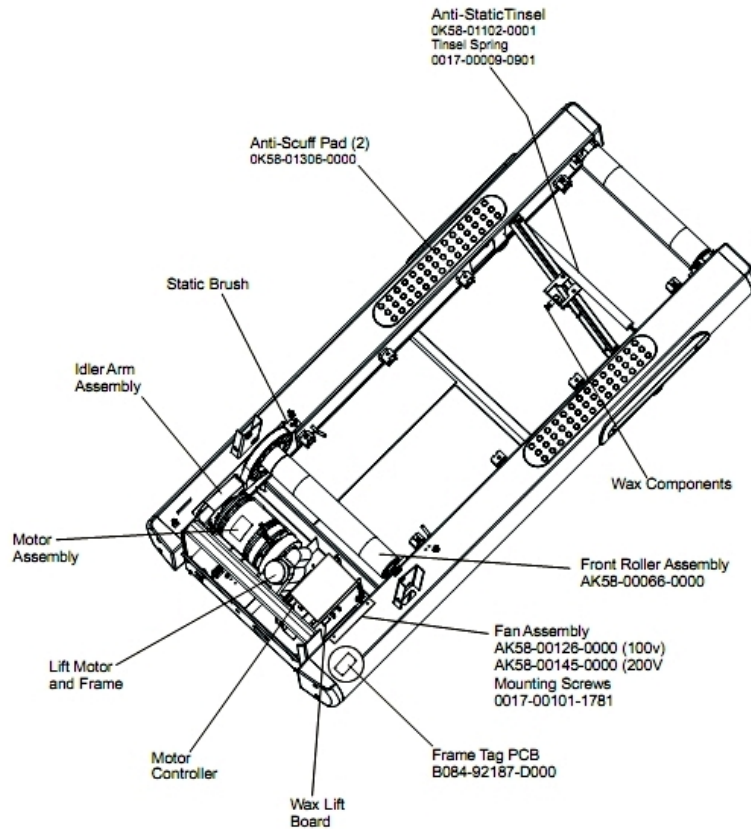 Anti-StaticTinsel
0K58-01102-0001
Tinsel Spring
0017-00009-0901
Anti-Scuff Pad (2)
0K58-01306-0000
Static Brush
Idler Arm
Assembly
Wax Components
Motor
Assembly
Front Roller Assembly
AK58-00066-0000
Fan Assembly
AK58-00126-0000 (100v)
AK58-00145-0000 (200V
Mounting Screws
0017-00101-1781
Lift Motor
and Frame
Motor
Controller
Frame Tag PCB
B084-92187-D000
Wax Lift
Board